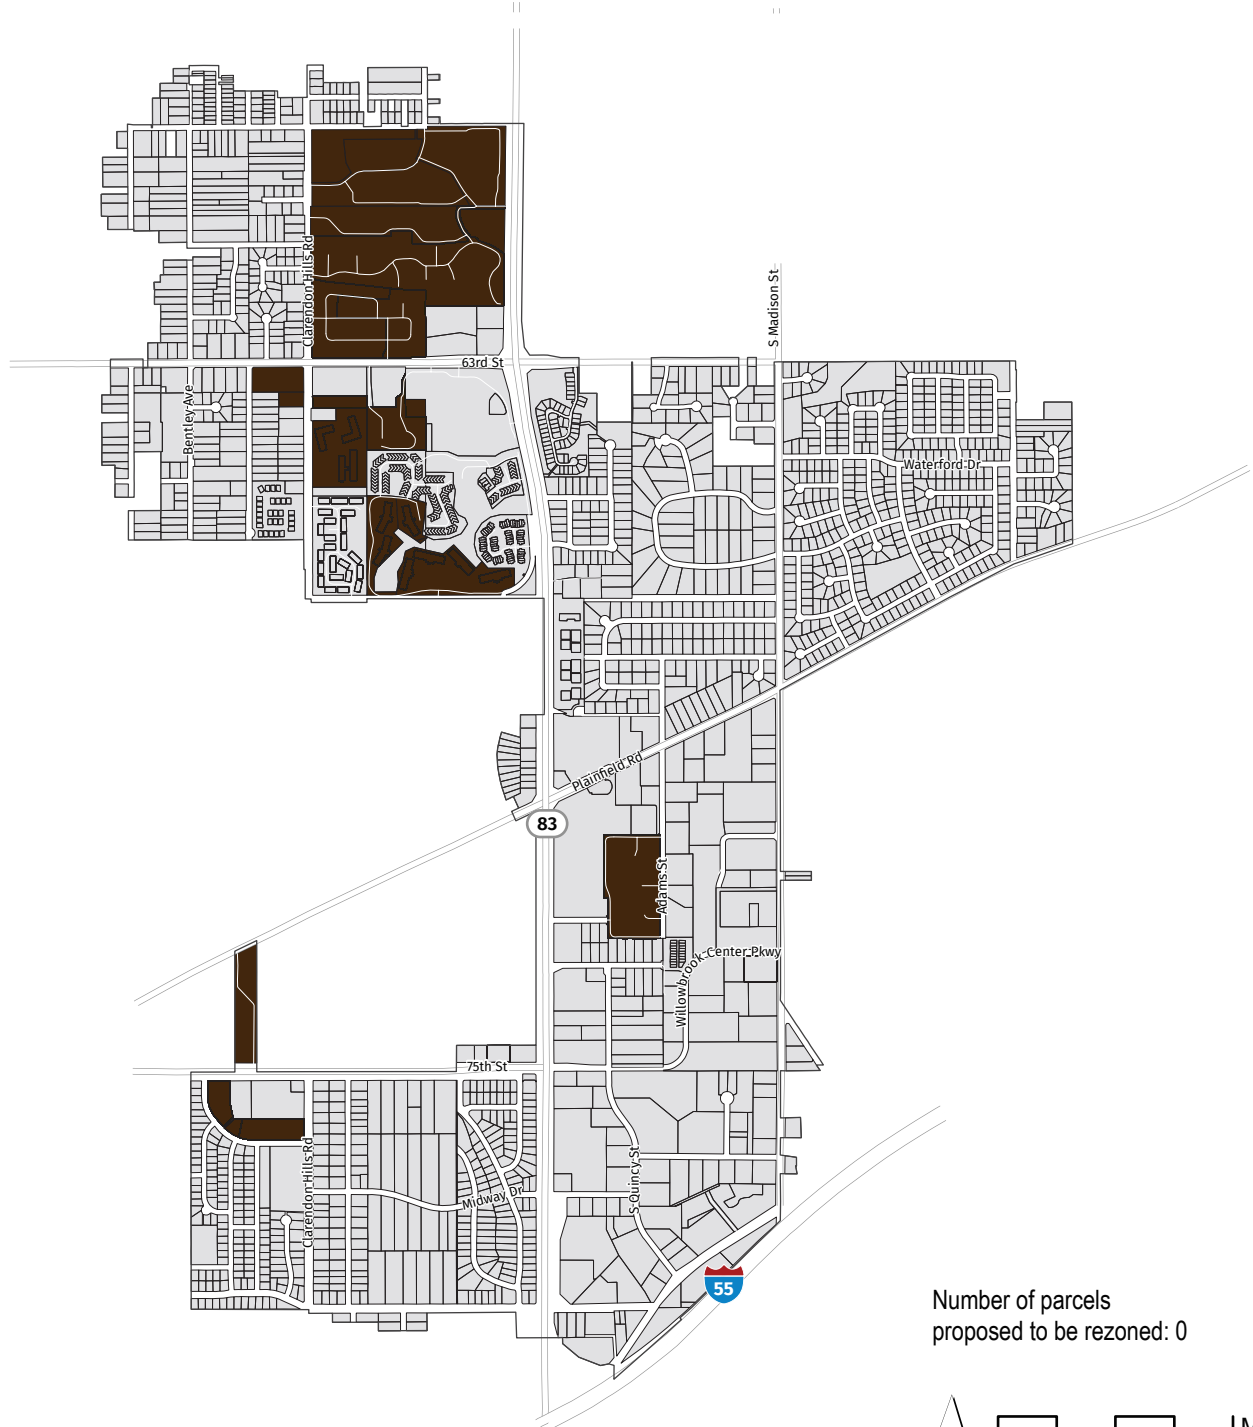 S Madison St
Clarendon Hills Rd
63rd St
Bentley Ave
Waterford Dr
Plainfield Rd
83
Adams St
Willowbrook Center Pkwy
75th St
Clarendon Hills Rd
Midway Dr
S Quincy St
55
Number of parcels
proposed to be rezoned: 0